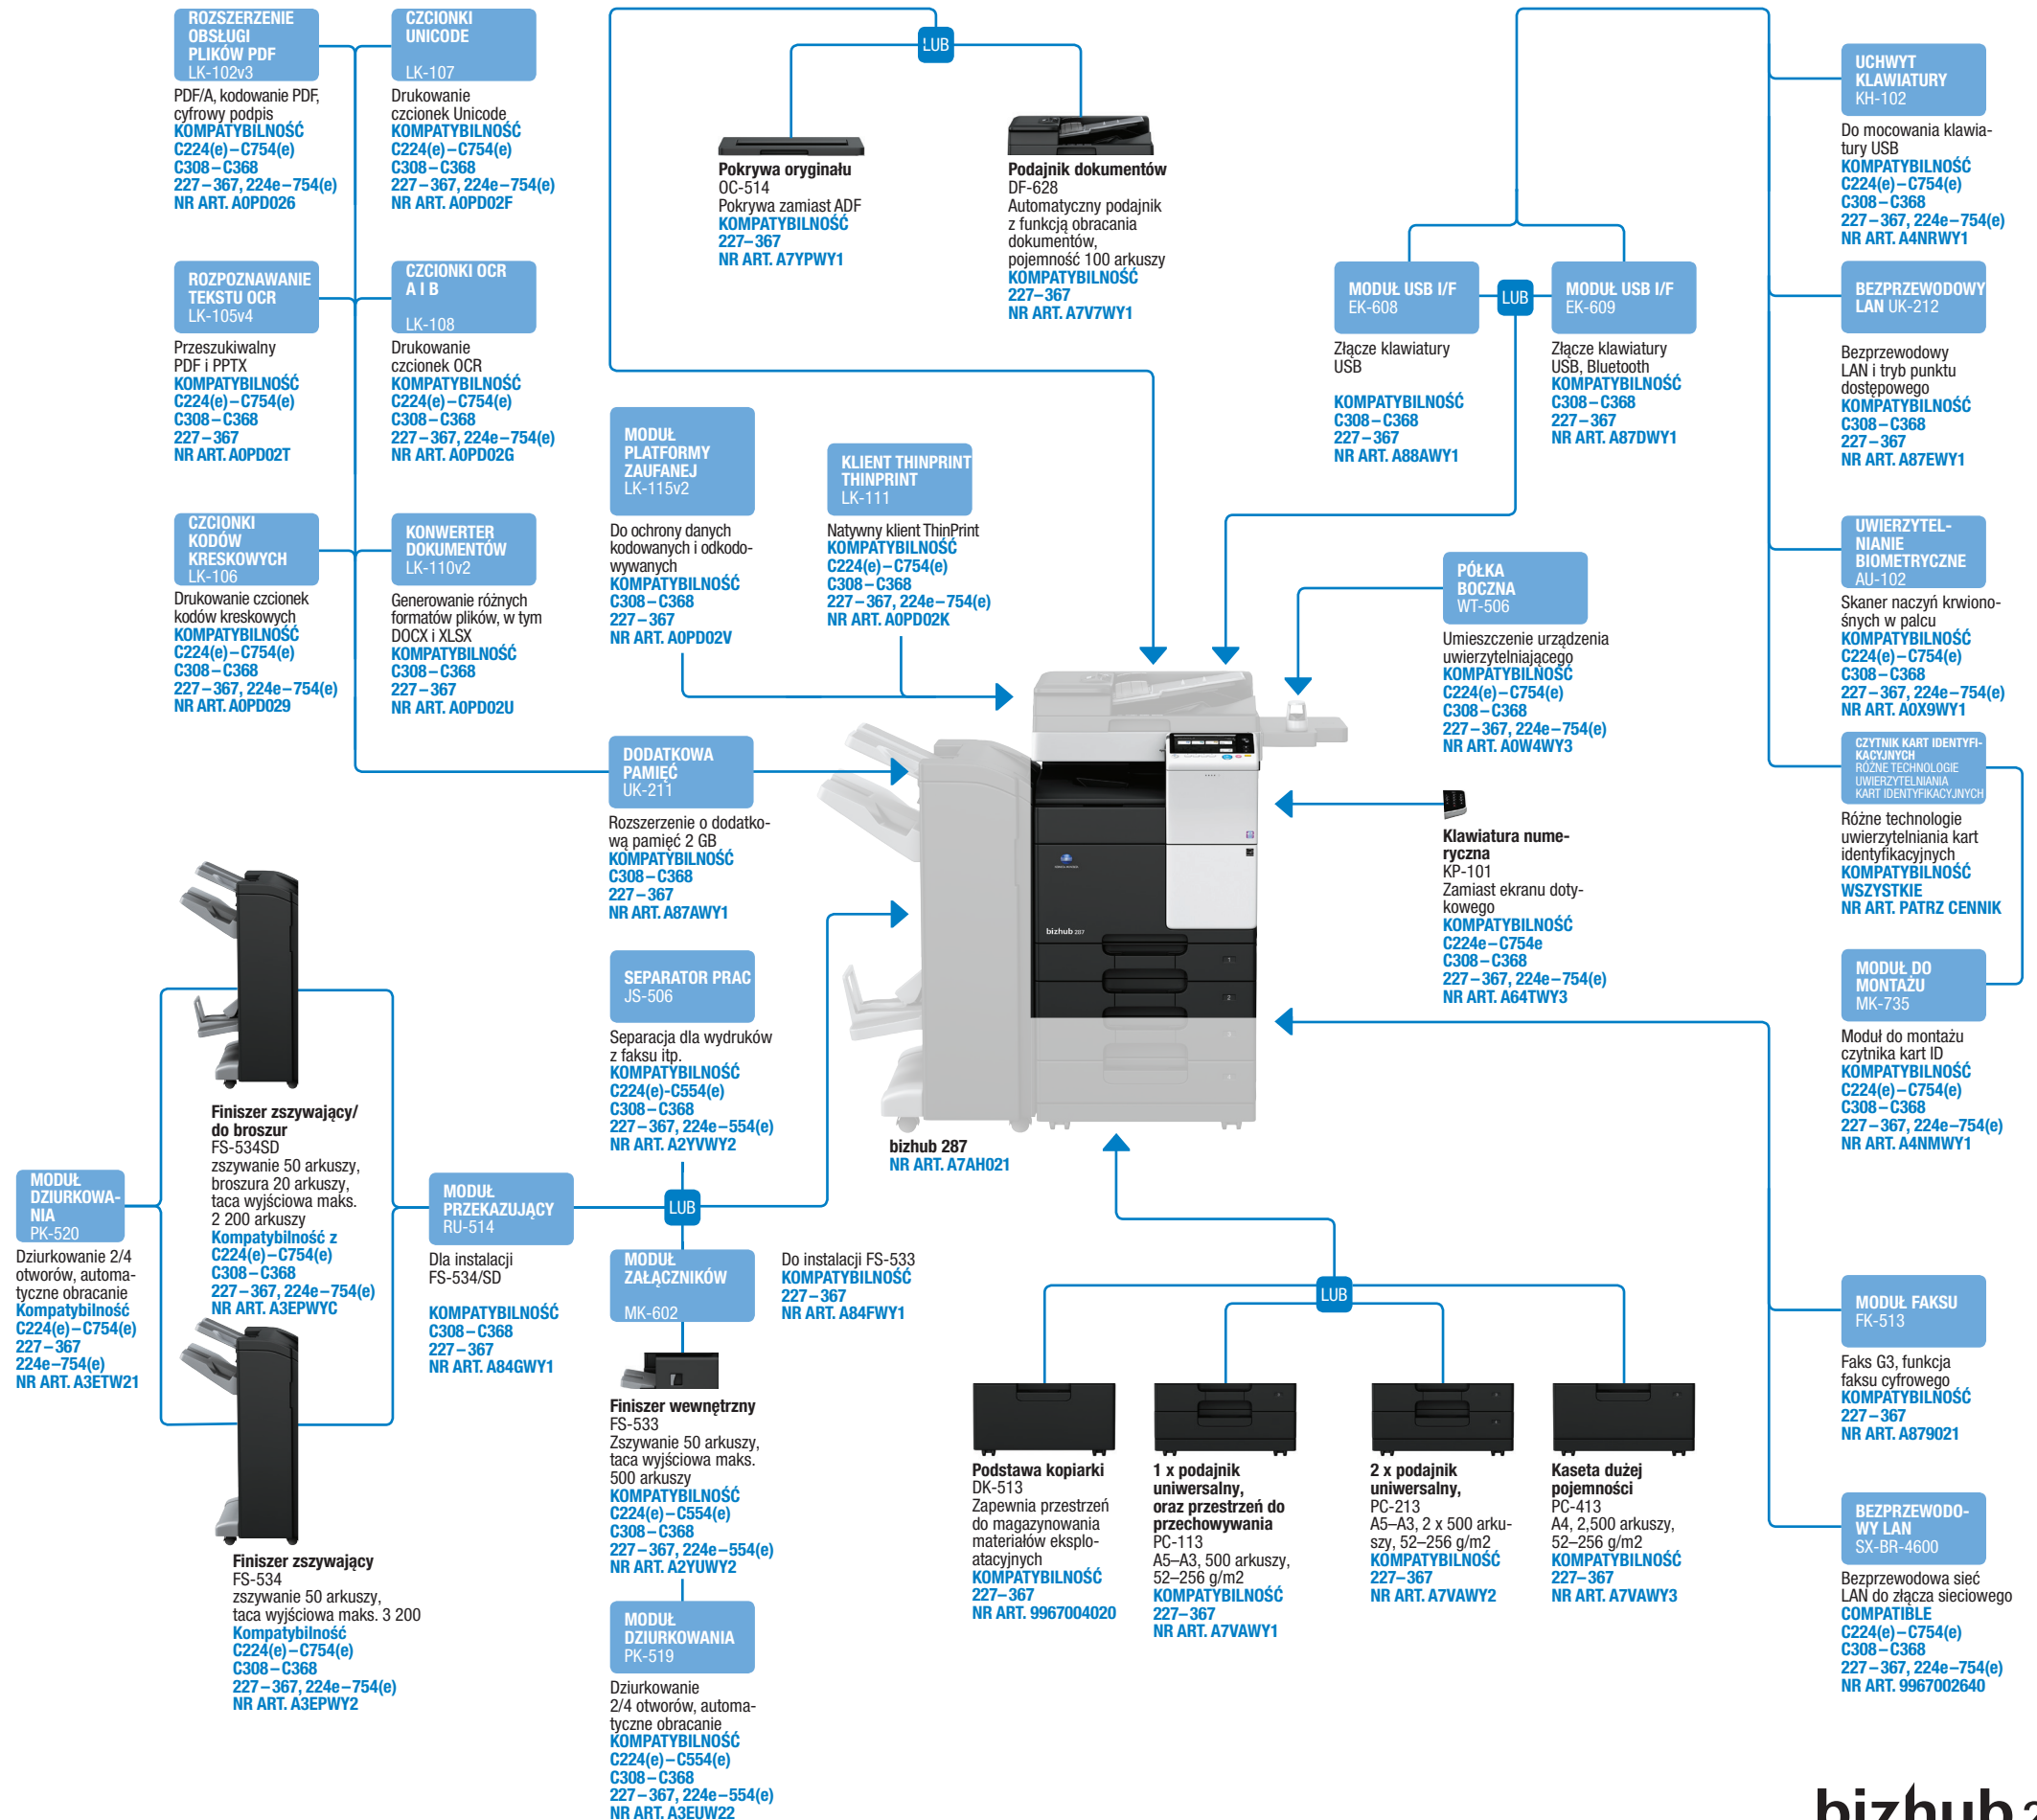 ROZSZERZENIE
OBSŁUGI
PLIKÓW PDF
LK-102v3
PDF/A, kodowanie PDF,
cyfrowy podpis
KOMPATYBILNOŚĆ
C224(e) – C754(e)
C308 – C368
227 – 367, 224e – 754(e)
NR ART. A0PD026
CZCIONKI
UNICODE
LK-107
Drukowanie
czcionek Unicode
KOMPATYBILNOŚĆ
C224(e) – C754(e)
C308 – C368
227 – 367, 224e – 754(e)
NR ART. A0PD02F
ROZPOZNAWANIE
TEKSTU OCR
LK-105v4
Przeszukiwalny
PDF i PPTX
KOMPATYBILNOŚĆ
C224(e) – C754(e)
C308 – C368
227 – 367
NR ART. A0PD02T
CZCIONKI OCR
A I B
LK-108
Drukowanie
czcionek OCR
KOMPATYBILNOŚĆ
C224(e) – C754(e)
C308 – C368
227 – 367, 224e – 754(e)
NR ART. A0PD02G
CZCIONKI
KODÓW
KRESKOWYCH
LK-106
Drukowanie czcionek
kodów kreskowych
KOMPATYBILNOŚĆ
C224(e) – C754(e)
C308 – C368
227 – 367, 224e – 754(e)
NR ART. A0PD029
KONWERTER
DOKUMENTÓW
LK-110v2
Generowanie różnych
formatów plików, w tym
DOCX i XLSX
KOMPATYBILNOŚĆ
C308 – C368
227 – 367
NR ART. A0PD02U
LUB
Pokrywa oryginału
OC-514
Pokrywa zamiast ADF
KOMPATYBILNOŚĆ
227– 367
NR ART. A7YPWY1
Podajnik dokumentów
DF-628
Automatyczny podajnik
z funkcją obracania
dokumentów,
pojemność 100 arkuszy
KOMPATYBILNOŚĆ
227– 367
NR ART. A7V7WY1
MODUŁ
PLATFORMY
ZAUFANEJ
LK-115v2
Do ochrony danych
kodowanych i odkodo-
wywanych
KOMPATYBILNOŚĆ
C308 – C368
227 – 367
NR ART. A0PD02V
KLIENT THINPRINT
THINPRINT
LK-111
Natywny klient ThinPrint
KOMPATYBILNOŚĆ
C224(e) – C754(e)
C308 – C368
227 – 367, 224e – 754(e)
NR ART. A0PD02K
MODUŁ USB I/F
EK-608
Złącze klawiatury
USB
KOMPATYBILNOŚĆ
C308 – C368
227 – 367
NR ART. A88AWY1
LUB
MODUŁ USB I/F
EK-609
Złącze klawiatury
USB, Bluetooth
KOMPATYBILNOŚĆ
C308 – C368
227 – 367
NR ART. A87DWY1
UCHWYT
KLAWIATURY
KH-102
Do mocowania klawia-
tury USB
KOMPATYBILNOŚĆ
C224(e) – C754(e)
C308 – C368
227 – 367, 224e – 754(e)
NR ART. A4NRWY1
BEZPRZEWODOWY
LAN UK-212
Bezprzewodowy
LAN i tryb punktu
dostępowego
KOMPATYBILNOŚĆ
C308 – C368
227 – 367
NR ART. A87EWY1
UWIERZYTEL-
NIANIE
BIOMETRYCZNE
AU-102
Skaner naczyń krwiono-
śnych w palcu
KOMPATYBILNOŚĆ
C224(e) – C754(e)
C308 – C368
227 – 367, 224e – 754(e)
NR ART. A0X9WY1
CZYTNIK KART IDENTYFI-
KACYJNYCH
RÓŻNE TECHNOLOGIE
UWIERZYTELNIANIA
KART IDENTYFIKACYJNYCH
Różne technologie
uwierzytelniania kart
identyfikacyjnych
KOMPATYBILNOŚĆ
WSZYSTKIE
NR ART. PATRZ CENNIK
MODUŁ DO
MONTAŻU
MK-735
Moduł do montażu
czytnika kart ID
KOMPATYBILNOŚĆ
C224(e) – C754(e)
C308 – C368
227 – 367, 224e – 754(e)
NR ART. A4NMWY1
PÓŁKA
BOCZNA
WT-506
Umieszczenie urządzenia
uwierzytelniającego
KOMPATYBILNOŚĆ
C224(e) – C754(e)
C308 – C368
227 – 367, 224e – 754(e)
NR ART. A0W4WY3
Klawiatura nume-
ryczna
KP-101
Zamiast ekranu doty-
kowego
KOMPATYBILNOŚĆ
C224e – C754e
C308 – C368
227 – 367, 224e – 754(e)
NR ART. A64TWY3
DODATKOWA
PAMIĘĆ
UK-211
Rozszerzenie o dodatko-
wą pamięć 2 GB
KOMPATYBILNOŚĆ
C308 – C368
227 – 367
NR ART. A87AWY1
SEPARATOR PRAC
JS-506
Separacja dla wydruków
z faksu itp.
KOMPATYBILNOŚĆ
C224(e)-C554(e)
C308 – C368
227 – 367, 224e – 554(e)
NR ART. A2YVWY2
bizhub 287
1
2
bizhub 287
NR ART. A7AH021
Finiszer zszywający/
do broszur
FS-534SD
zszywanie 50 arkuszy,
broszura 20 arkuszy,
taca wyjściowa maks.
2 200 arkuszy
Kompatybilność z
C224(e) – C754(e)
C308 – C368
227 – 367, 224e – 754(e)
NR ART. A3EPWYC
MODUŁ
DZIURKOWA-
NIA
PK-520
Dziurkowanie 2/4
otworów, automa-
tyczne obracanie
Kompatybilność
C224(e) – C754(e)
227 – 367
224e –754(e)
NR ART. A3ETW21
MODUŁ
PRZEKAZUJĄCY
RU-514
Dla instalacji
FS-534/SD
KOMPATYBILNOŚĆ
C308 – C368
227 – 367
NR ART. A84GWY1
LUB
MODUŁ
ZAŁĄCZNIKÓW
MK-602
Do instalacji FS-533
KOMPATYBILNOŚĆ
227 – 367
NR ART. A84FWY1
Finiszer wewnętrzny
FS-533
Zszywanie 50 arkuszy,
taca wyjściowa maks.
500 arkuszy
KOMPATYBILNOŚĆ
C224(e) – C554(e)
C308 – C368
227 – 367, 224e – 554(e)
NR ART. A2YUWY2
Finiszer zszywający
FS-534
zszywanie 50 arkuszy,
taca wyjściowa maks. 3 200
Kompatybilność
C224(e) – C754(e)
C308 – C368
227 – 367, 224e – 754(e)
NR ART. A3EPWY2
MODUŁ
DZIURKOWANIA
PK-519
Dziurkowanie
2/4 otworów, automa-
tyczne obracanie
KOMPATYBILNOŚĆ
C224(e) – C554(e)
C308 – C368
227 – 367, 224e – 554(e)
NR ART. A3EUW22
LUB
Podstawa kopiarki
DK-513
Zapewnia przestrzeń
do magazynowania
materiałów eksplo-
atacyjnych
KOMPATYBILNOŚĆ
227– 367
NR ART. 9967004020
1 x podajnik
uniwersalny,
oraz przestrzeń do
przechowywania
PC-113
A5–A3, 500 arkuszy,
52–256 g/m2
KOMPATYBILNOŚĆ
227– 367
NR ART. A7VAWY1
2 x podajnik
uniwersalny,
PC-213
A5–A3, 2 x 500 arku-
szy, 52–256 g/m2
KOMPATYBILNOŚĆ
227– 367
NR ART. A7VAWY2
Kaseta dużej
pojemności
PC-413
A4, 2,500 arkuszy,
52–256 g/m2
KOMPATYBILNOŚĆ
227– 367
NR ART. A7VAWY3
MODUŁ FAKSU
FK-513
Faks G3, funkcja
faksu cyfrowego
KOMPATYBILNOŚĆ
227 – 367
NR ART. A879021
BEZPRZEWODO-
WY LAN
SX-BR-4600
Bezprzewodowa sieć
LAN do złącza sieciowego
COMPATIBLE
C224(e) – C754(e)
C308 – C368
227 – 367, 224e – 754(e)
NR ART. 9967002640
bizhub